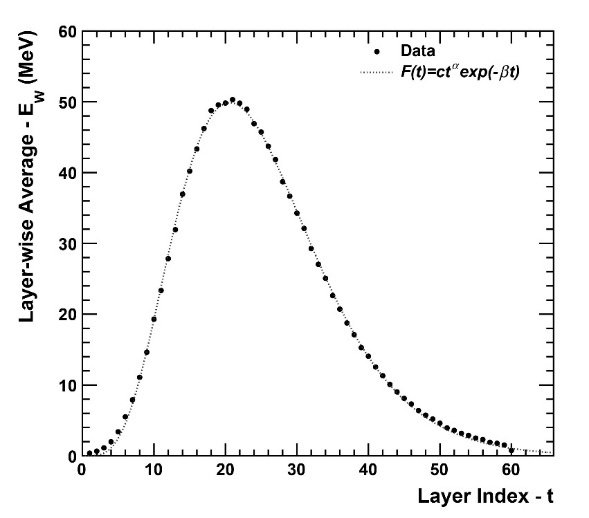 60
50
40
30
20
10
0
Layer-wise Average - E_w (MeV)
Data
F(t)=ct^α exp(-βt)
0 10 20 30 40 50 60
Layer Index - t